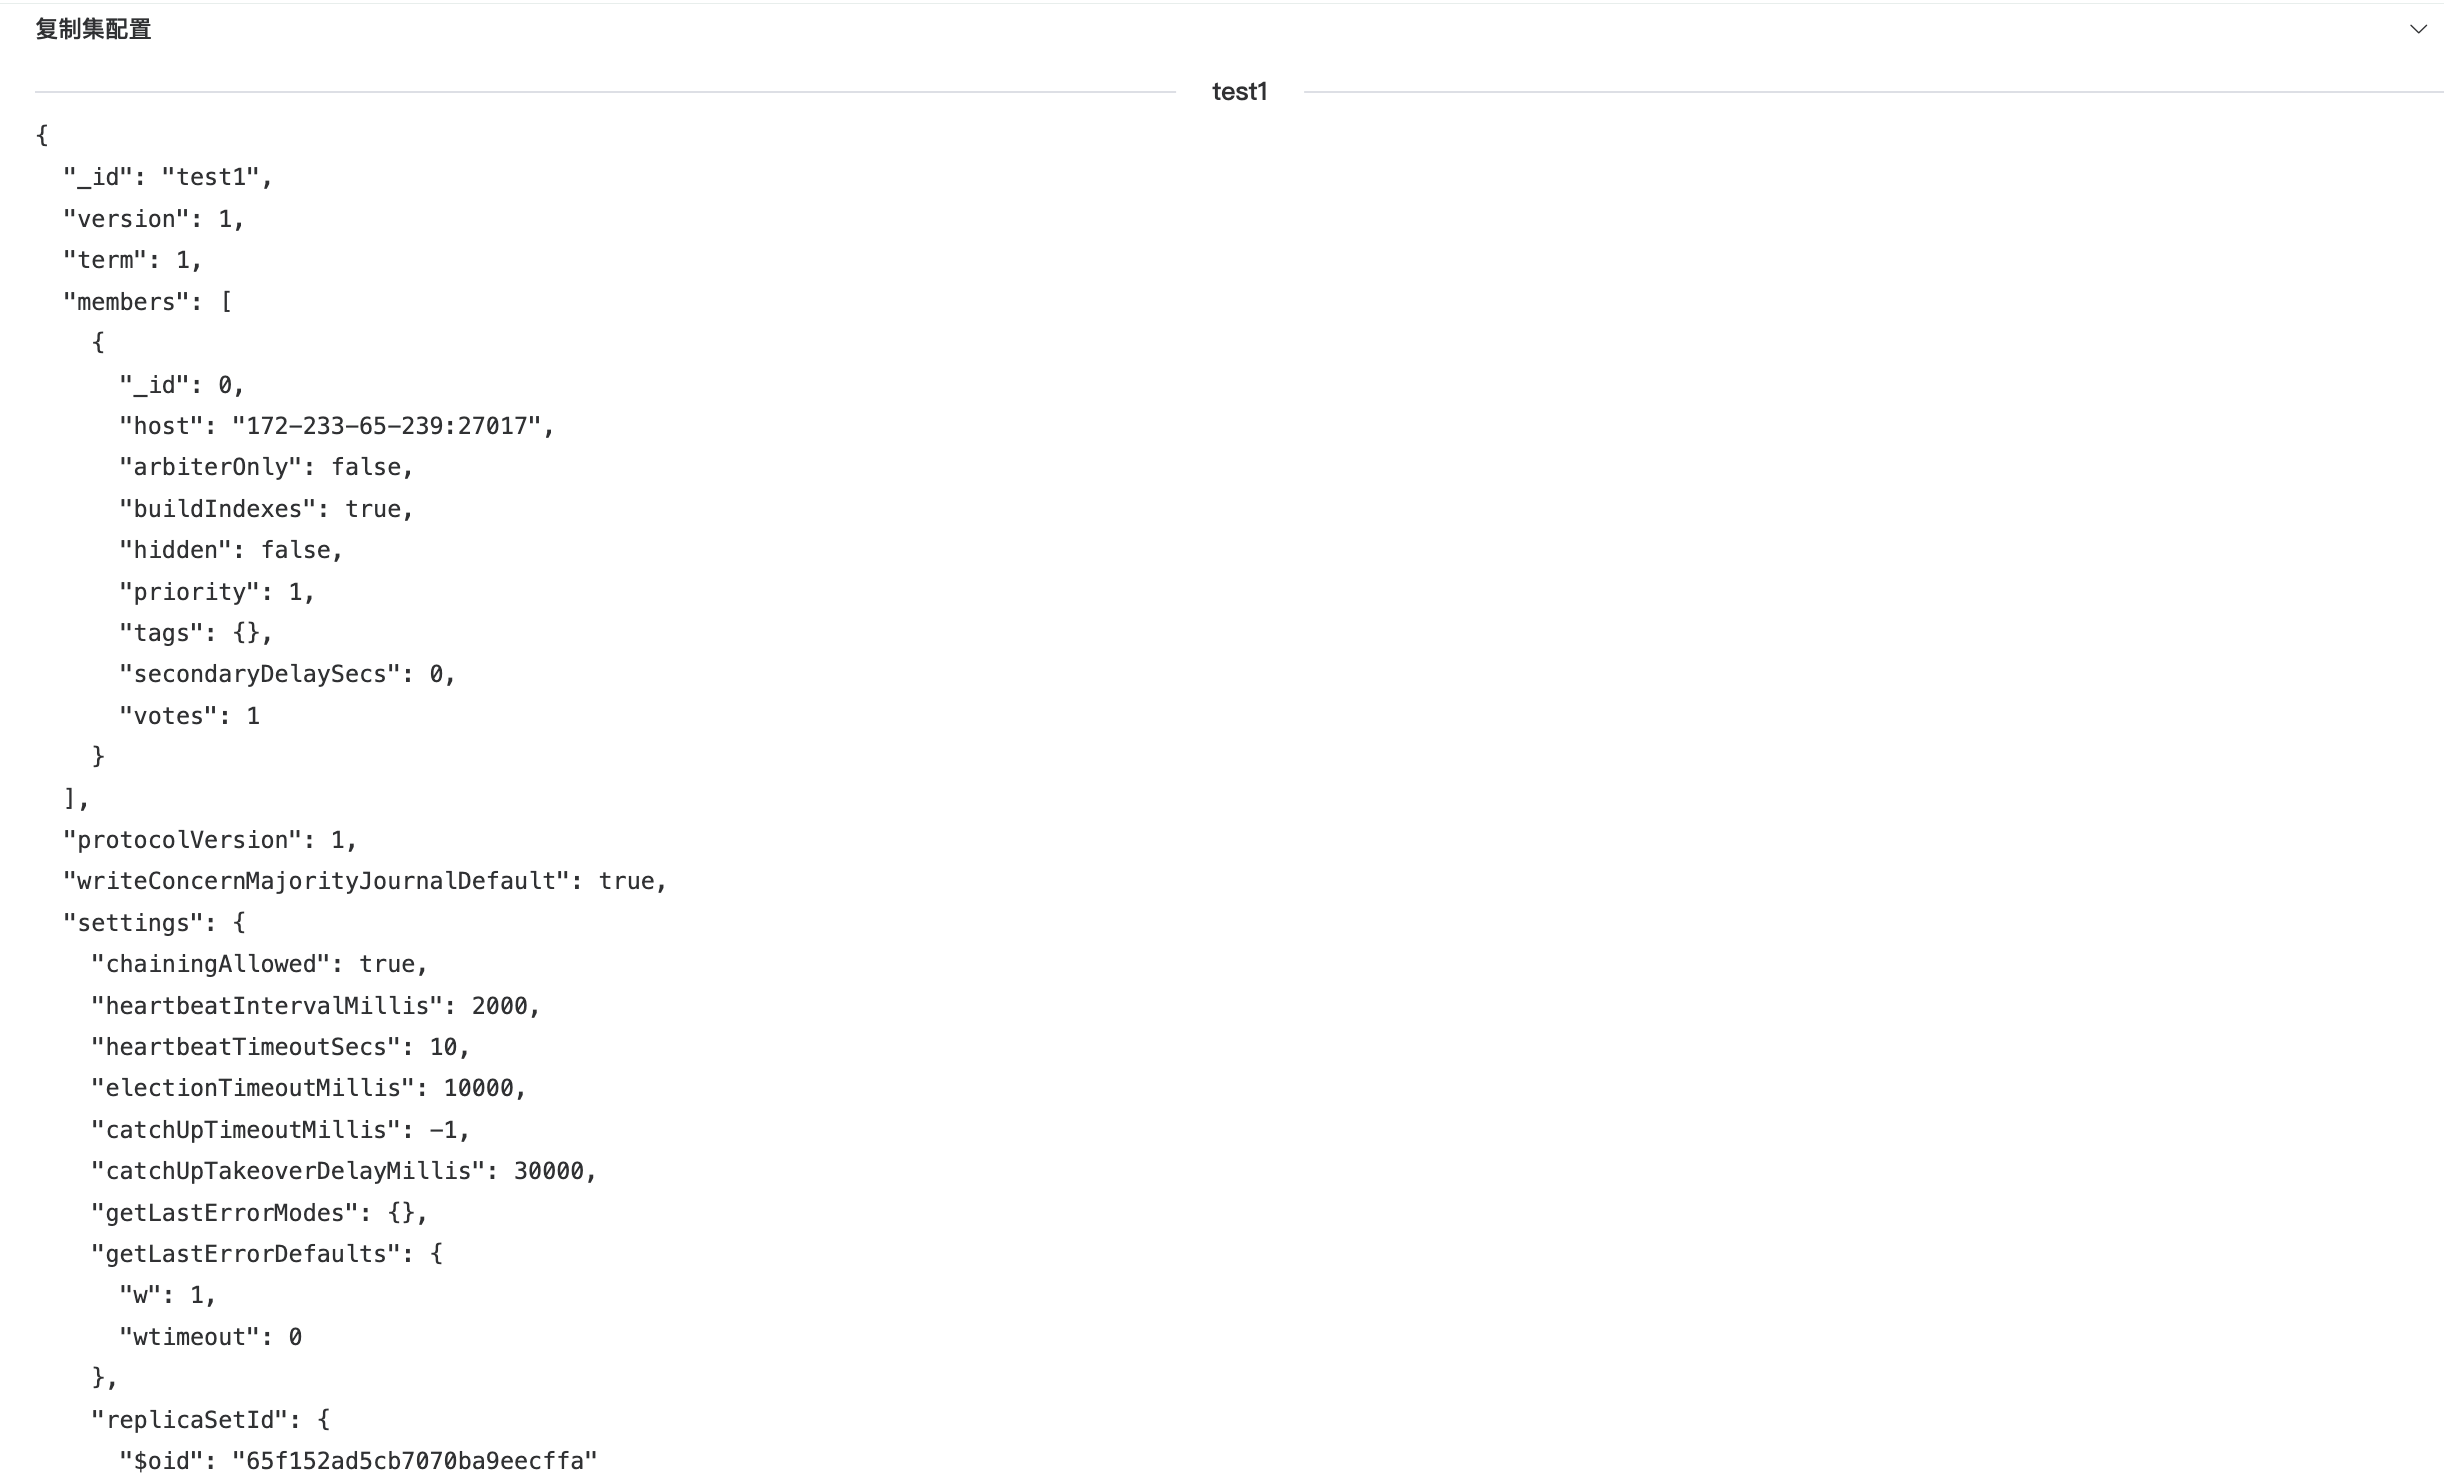 复制集配置
test1
{
  "_id": "test1",
  "version": 1,
  "term": 1,
  "members": [
    {
      "_id": 0,
      "host": "172-233-65-239:27017",
      "arbiterOnly": false,
      "buildIndexes": true,
      "hidden": false,
      "priority": 1,
      "tags": {},
      "secondaryDelaySecs": 0,
      "votes": 1
    }
  ],
  "protocolVersion": 1,
  "writeConcernMajorityJournalDefault": true,
  "settings": {
    "chainingAllowed": true,
    "heartbeatIntervalMillis": 2000,
    "heartbeatTimeoutSecs": 10,
    "electionTimeoutMillis": 10000,
    "catchUpTimeoutMillis": -1,
    "catchUpTakeoverDelayMillis": 30000,
    "getLastErrorModes": {},
    "getLastErrorDefaults": {
      "w": 1,
      "wtimeout": 0
    },
    "replicaSetId": {
      "$oid": "65f152ad5cb7070ba9eecffa"